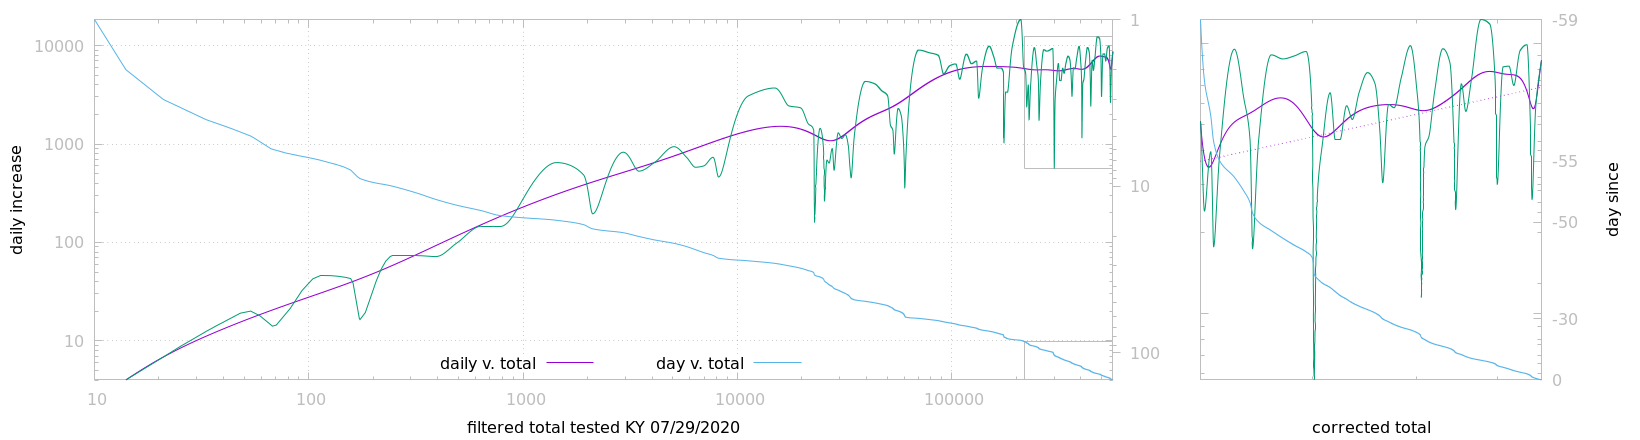 10000
1000
100
10
daily increase
10
100
1000
10000
100000
filtered total tested KY 07/29/2020
daily v. total
day v. total
1
10
100
-59
-55
-50
-30
0
day since
corrected total